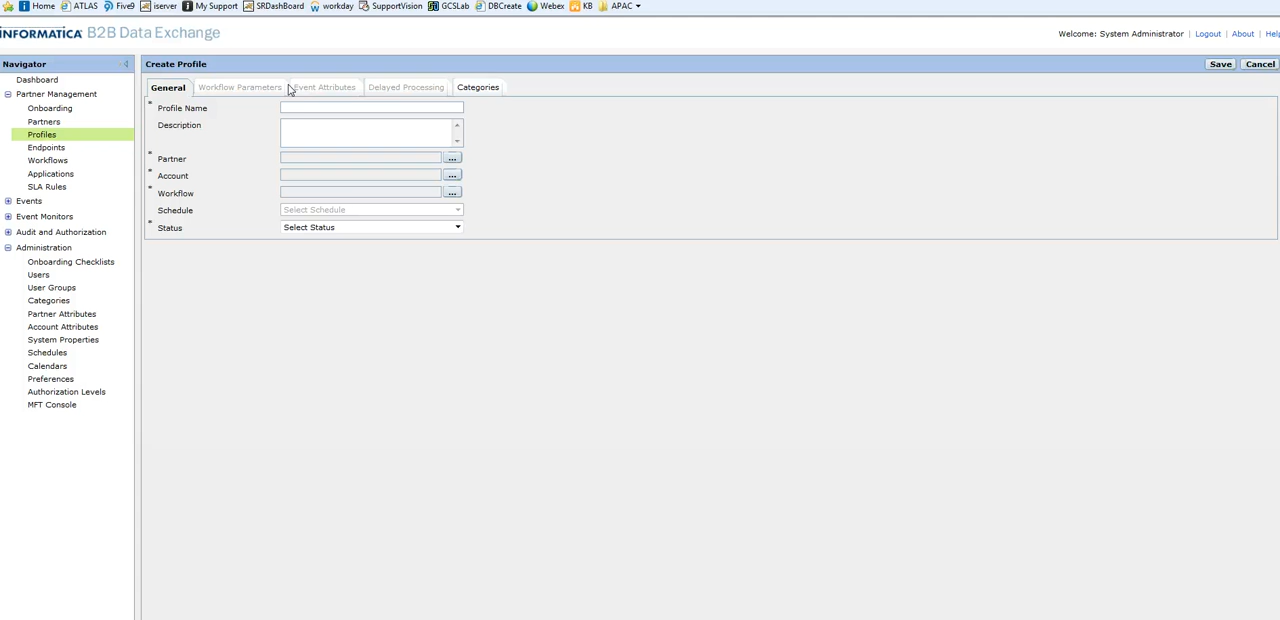 Home ATLAS Five9 iserver My Support SRDashBoard workday SupportVision GCSLab DBCreate Webex KB APAC
INFORMATICA B2B Data Exchange
Welcome: System Administrator | Logout | About | Help
Navigator
Dashboard
Partner Management
Onboarding
Partners
Profiles
Endpoints
Workflows
Applications
SLA Rules
Events
Event Monitors
Audit and Authorization
Administration
Onboarding Checklists
Users
User Groups
Categories
Partner Attributes
Account Attributes
System Properties
Schedules
Calendars
Preferences
Authorization Levels
MFT Console
Create Profile Save Cancel
General Workflow Parameters Event Attributes Delayed Processing Categories
* Profile Name
Description
* Partner ...
* Account ...
* Workflow ...
Schedule Select Schedule
* Status Select Status